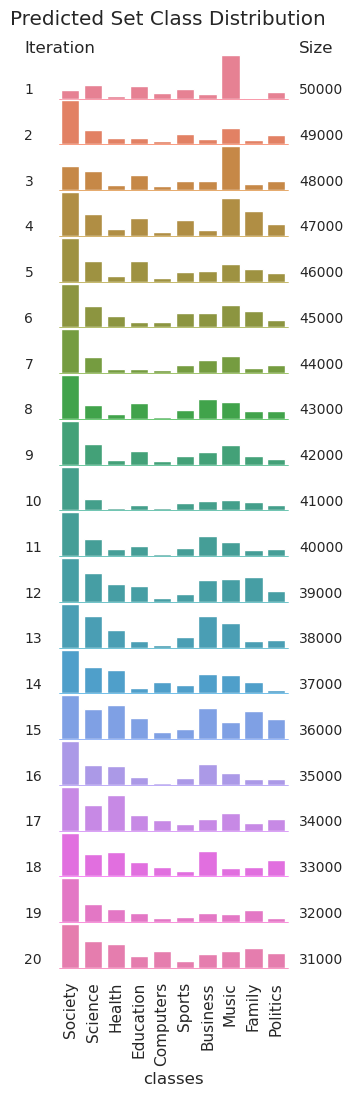 Predicted Set Class Distribution
Iteration Size
1 50000
2 49000
3 48000
4 47000
5 46000
6 45000
7 44000
8 43000
9 42000
10 41000
11 40000
12 39000
13 38000
14 37000
15 36000
16 35000
17 34000
18 33000
19 32000
20 31000
Society
Science
Health
Education
Computers
Sports
Business
Music
Family
Politics
classes